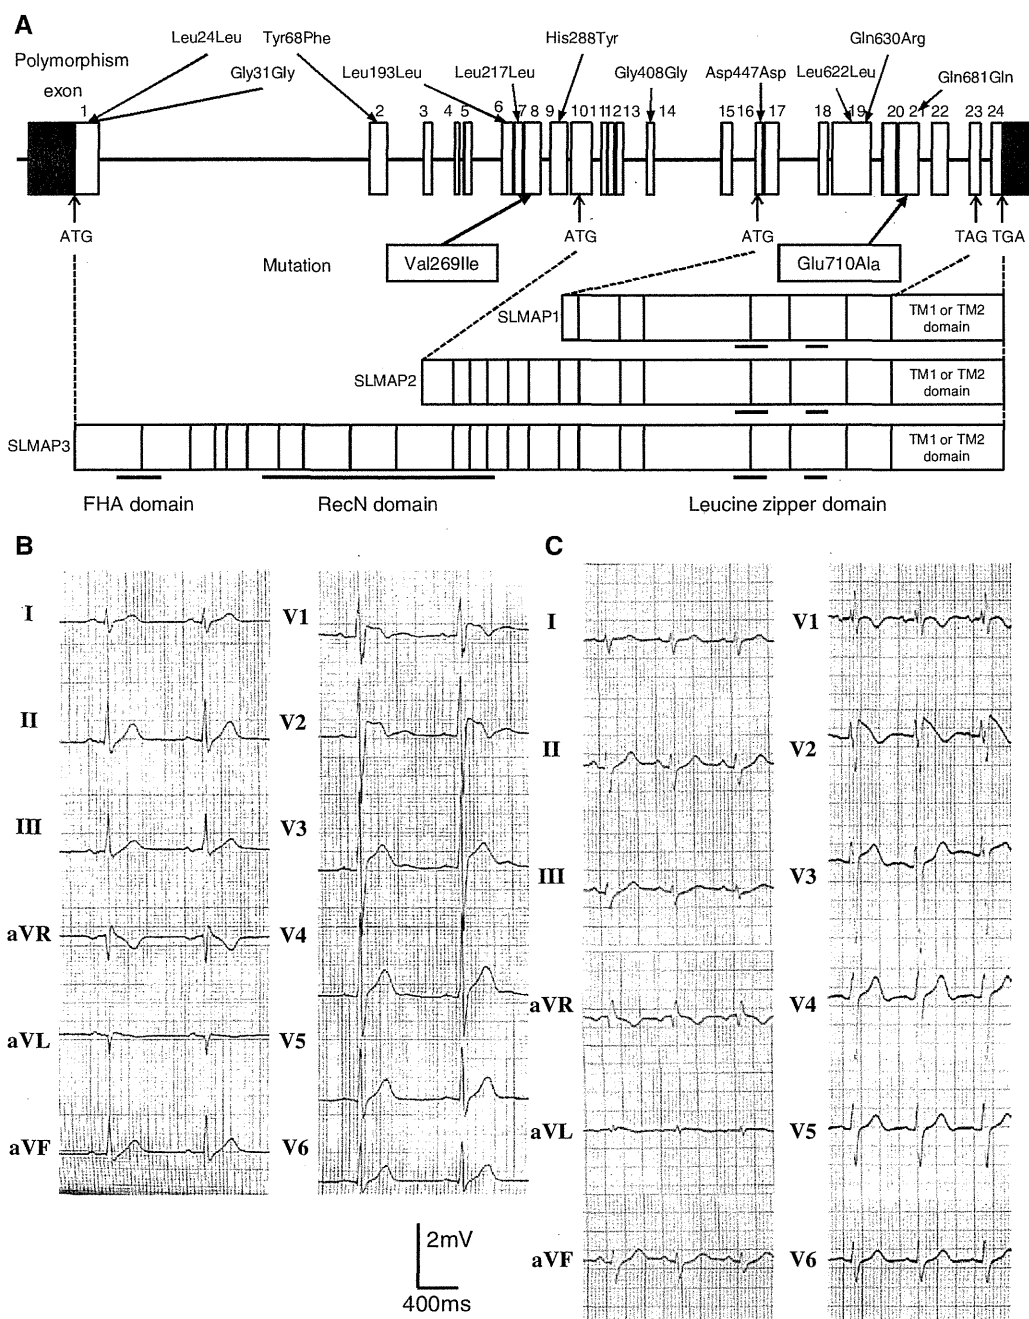 A
Leu24Leu Tyr68Phe His288Tyr Gln630Arg
Polymorphism Gly31Gly Leu193Leu Leu217Leu Gly408Gly Asp447Asp Leu622Leu Gln681Gln
exon
1 2 3 4 5 6 7 8 9 10 11 12 13 14 15 16 17 18 19 20 21 22 23 24
ATG ATG ATG TAG TGA
Mutation Val269Ile Glu710Ala
SLMAP1 TM1 or TM2
domain
SLMAP2 TM1 or TM2
domain
SLMAP3 TM1 or TM2
domain
FHA domain RecN domain Leucine zipper domain
B
I
II
III
aVR
aVL
aVF
V1
V2
V3
V4
V5
V6
2mV
400ms
C
I
II
III
aVR
aVL
aVF
V1
V2
V3
V4
V5
V6